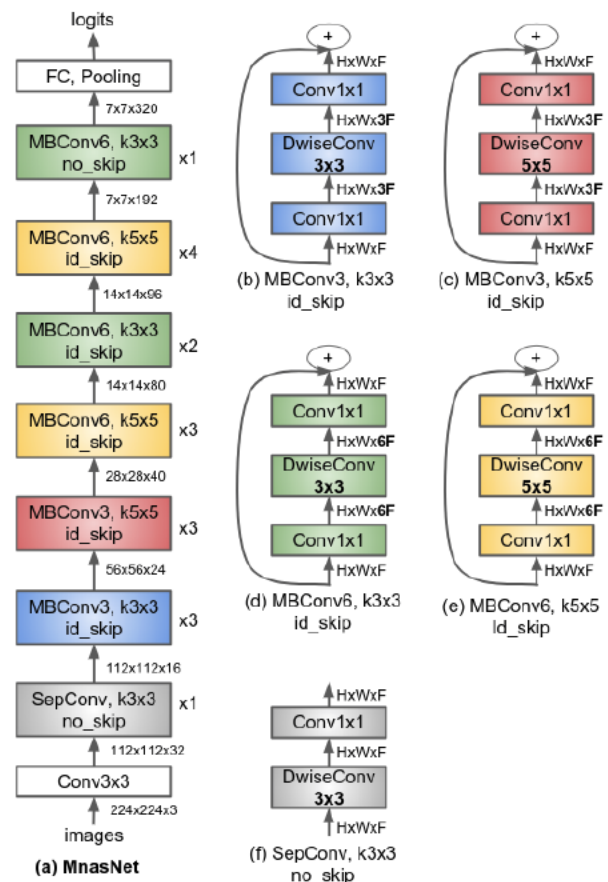 logits
FC, Pooling
7x7x320
MBConv6, k3x3
no_skip
x1
7x7x192
MBConv6, k5x5
id_skip
x4
14x14x96
MBConv6, k3x3
id_skip
x2
14x14x80
MBConv6, k5x5
id_skip
x3
28x28x40
MBConv3, k5x5
id_skip
x3
56x56x24
MBConv3, k3x3
id_skip
x3
112x112x16
SepConv, k3x3
no_skip
x1
112x112x32
Conv3x3
224x224x3
images
(a) MnasNet
+
HxWxF
Conv1x1
HxWx3F
DwiseConv
3x3
HxWx3F
Conv1x1
HxWxF
(b) MBConv3, k3x3
id_skip
+
HxWxF
Conv1x1
HxWx3F
DwiseConv
5x5
HxWx3F
Conv1x1
HxWxF
(c) MBConv3, k5x5
id_skip
+
HxWxF
Conv1x1
HxWx6F
DwiseConv
3x3
HxWx6F
Conv1x1
HxWxF
(d) MBConv6, k3x3
id_skip
+
HxWxF
Conv1x1
HxWx6F
DwiseConv
5x5
HxWx6F
Conv1x1
HxWxF
(e) MBConv6, k5x5
id_skip
HxWxF
Conv1x1
HxWxF
DwiseConv
3x3
HxWxF
(f) SepConv, k3x3
no_skip